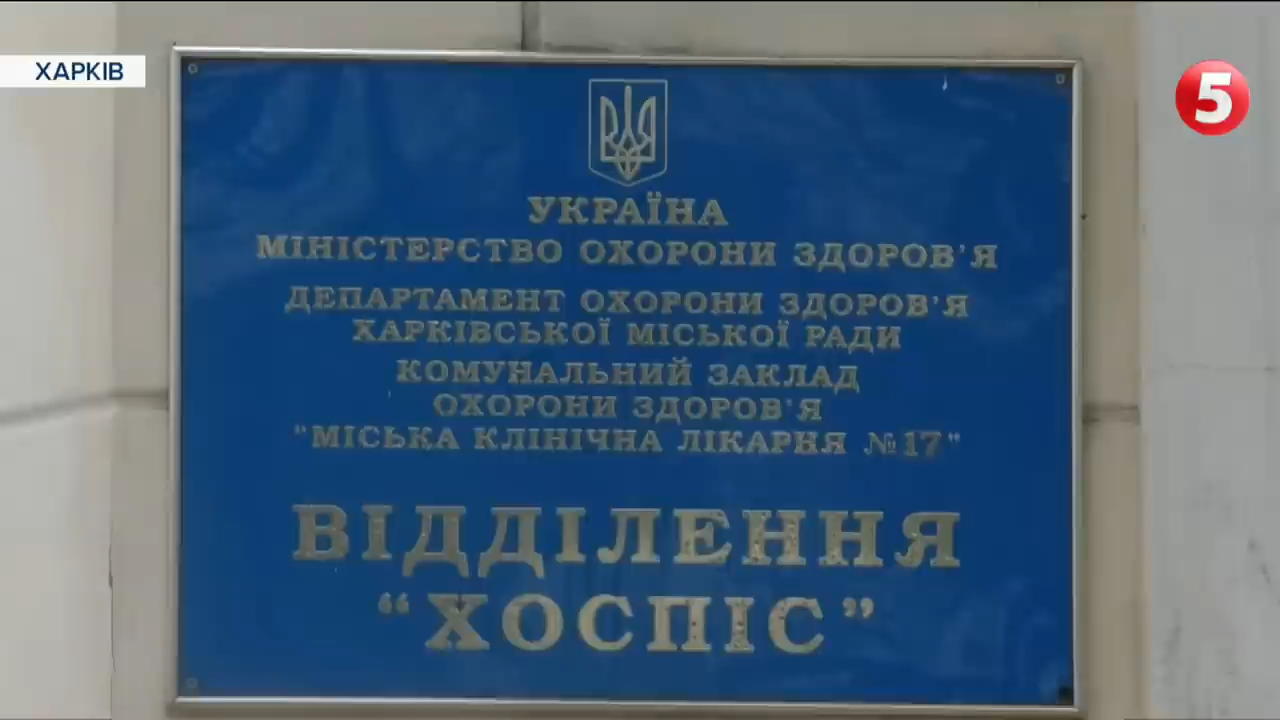 ХАРКІВ
5
УКРАЇНА
МІНІСТЕРСТВО ОХОРОНИ ЗДОРОВ'Я
ДЕПАРТАМЕНТ ОХОРОНИ ЗДОРОВ'Я
ХАРКІВСЬКОЇ МІСЬКОЇ РАДИ
КОМУНАЛЬНИЙ ЗАКЛАД
ОХОРОНИ ЗДОРОВ'Я
"МІСЬКА КЛІНІЧНА ЛІКАРНЯ №17"
ВІДДІЛЕННЯ
“ХОСПІС”